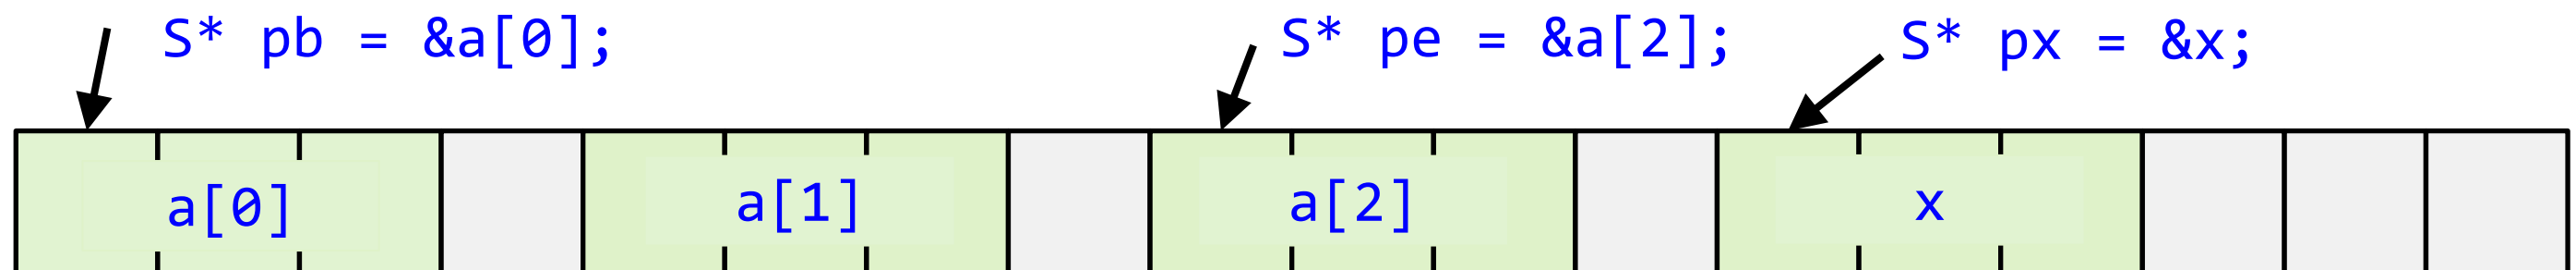 S* pb = &a[0];
S* pe = &a[2];
S* px = &x;
a[0]
a[1]
a[2]
x